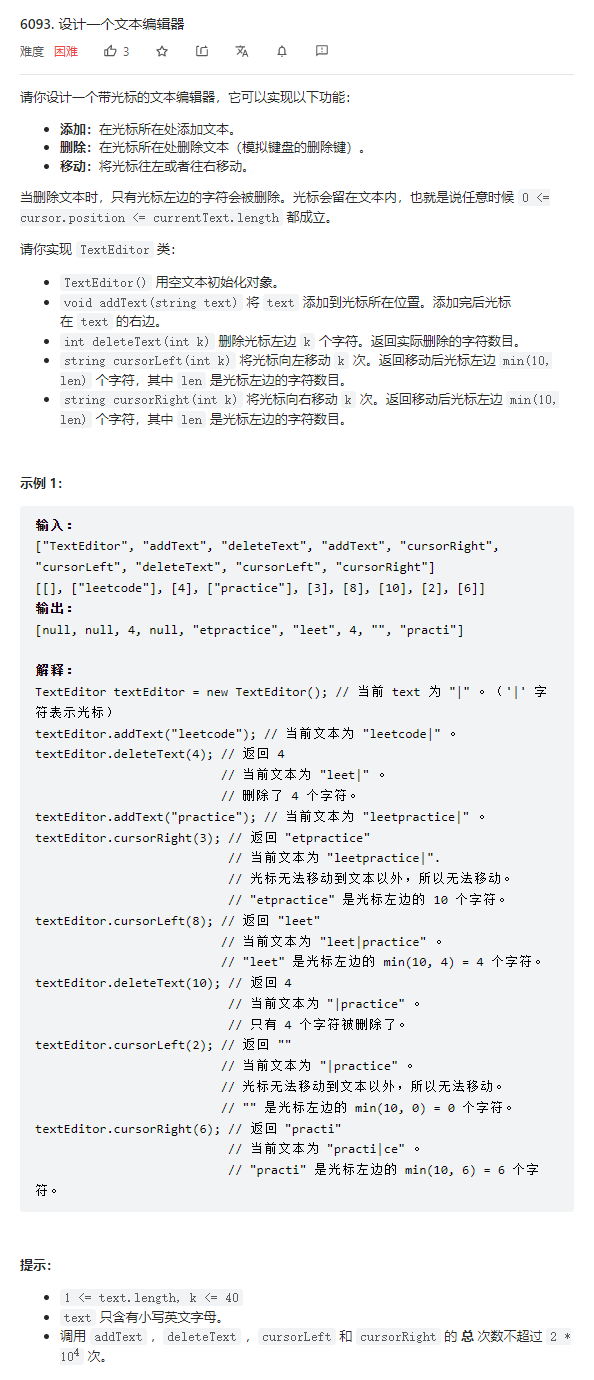 6093. 设计一个文本编辑器
难度 困难 3
请你设计一个带光标的文本编辑器，它可以实现以下功能：
• 添加：在光标所在处添加文本。
• 删除：在光标所在处删除文本（模拟键盘的删除键）。
• 移动：将光标往左或者往右移动。
当删除文本时，只有光标左边的字符会被删除。光标会留在文本内，也就是说任意时候 0 <=
cursor.position <= currentText.length 都成立。
请你实现 TextEditor 类：
• TextEditor() 用空文本初始化对象。
• void addText(string text) 将 text 添加到光标所在位置。添加完后光标
在 text 的右边。
• int deleteText(int k) 删除光标左边 k 个字符。返回实际删除的字符数目。
• string cursorLeft(int k) 将光标向左移动 k 次。返回移动后光标左边 min(10,
len) 个字符，其中 len 是光标左边的字符数目。
• string cursorRight(int k) 将光标向右移动 k 次。返回移动后光标左边 min(10,
len) 个字符，其中 len 是光标左边的字符数目。
示例 1：
输入：
["TextEditor", "addText", "deleteText", "addText", "cursorRight",
"cursorLeft", "deleteText", "cursorLeft", "cursorRight"]
[[], ["leetcode"], [4], ["practice"], [3], [8], [10], [2], [6]]
输出：
[null, null, 4, null, "etpractice", "leet", 4, "", "practi"]
解释：
TextEditor textEditor = new TextEditor(); // 当前 text 为 "|" 。（'|' 字
符表示光标）
textEditor.addText("leetcode"); // 当前文本为 "leetcode|" 。
textEditor.deleteText(4); // 返回 4
// 当前文本为 "leet|" 。
// 删除了 4 个字符。
textEditor.addText("practice"); // 当前文本为 "leetpractice|" 。
textEditor.cursorRight(3); // 返回 "etpractice"
// 当前文本为 "leetpractice|".
// 光标无法移动到文本以外，所以无法移动。
// "etpractice" 是光标左边的 10 个字符。
textEditor.cursorLeft(8); // 返回 "leet"
// 当前文本为 "leet|practice" 。
// "leet" 是光标左边的 min(10, 4) = 4 个字符。
textEditor.deleteText(10); // 返回 4
// 当前文本为 "|practice" 。
// 只有 4 个字符被删除了。
textEditor.cursorLeft(2); // 返回 ""
// 当前文本为 "|practice" 。
// 光标无法移动到文本以外，所以无法移动。
// "" 是光标左边的 min(10, 0) = 0 个字符。
textEditor.cursorRight(6); // 返回 "practi"
// 当前文本为 "practi|ce" 。
// "practi" 是光标左边的 min(10, 6) = 6 个字
符。
提示：
• 1 <= text.length, k <= 40
• text 只含有小写英文字母。
• 调用 addText ，deleteText ，cursorLeft 和 cursorRight 的 总 次数不超过 2 *
10⁴ 次。